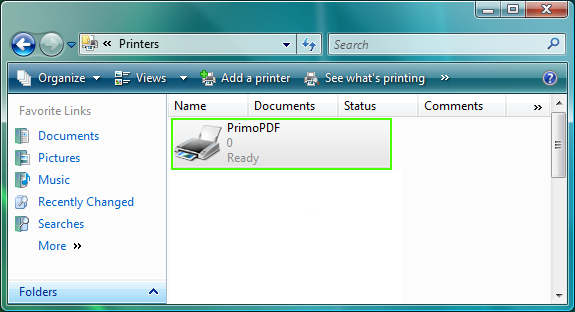 « Printers
Search
Organize Views Add a printer See what's printing »
Favorite Links
Documents
Pictures
Music
Recently Changed
Searches
More »
Folders
Name Documents Status Comments »
PrimoPDF
0
Ready